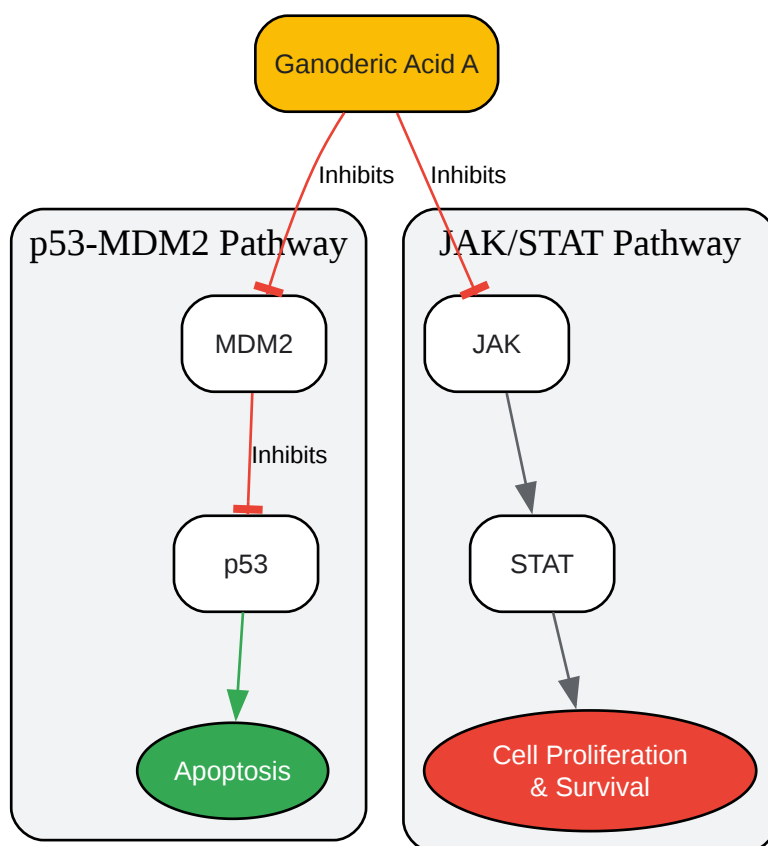 Ganoderic Acid A
Inhibits
Inhibits
p53-MDM2 Pathway
JAK/STAT Pathway
MDM2
JAK
Inhibits
p53
STAT
Apoptosis
Cell Proliferation
& Survival